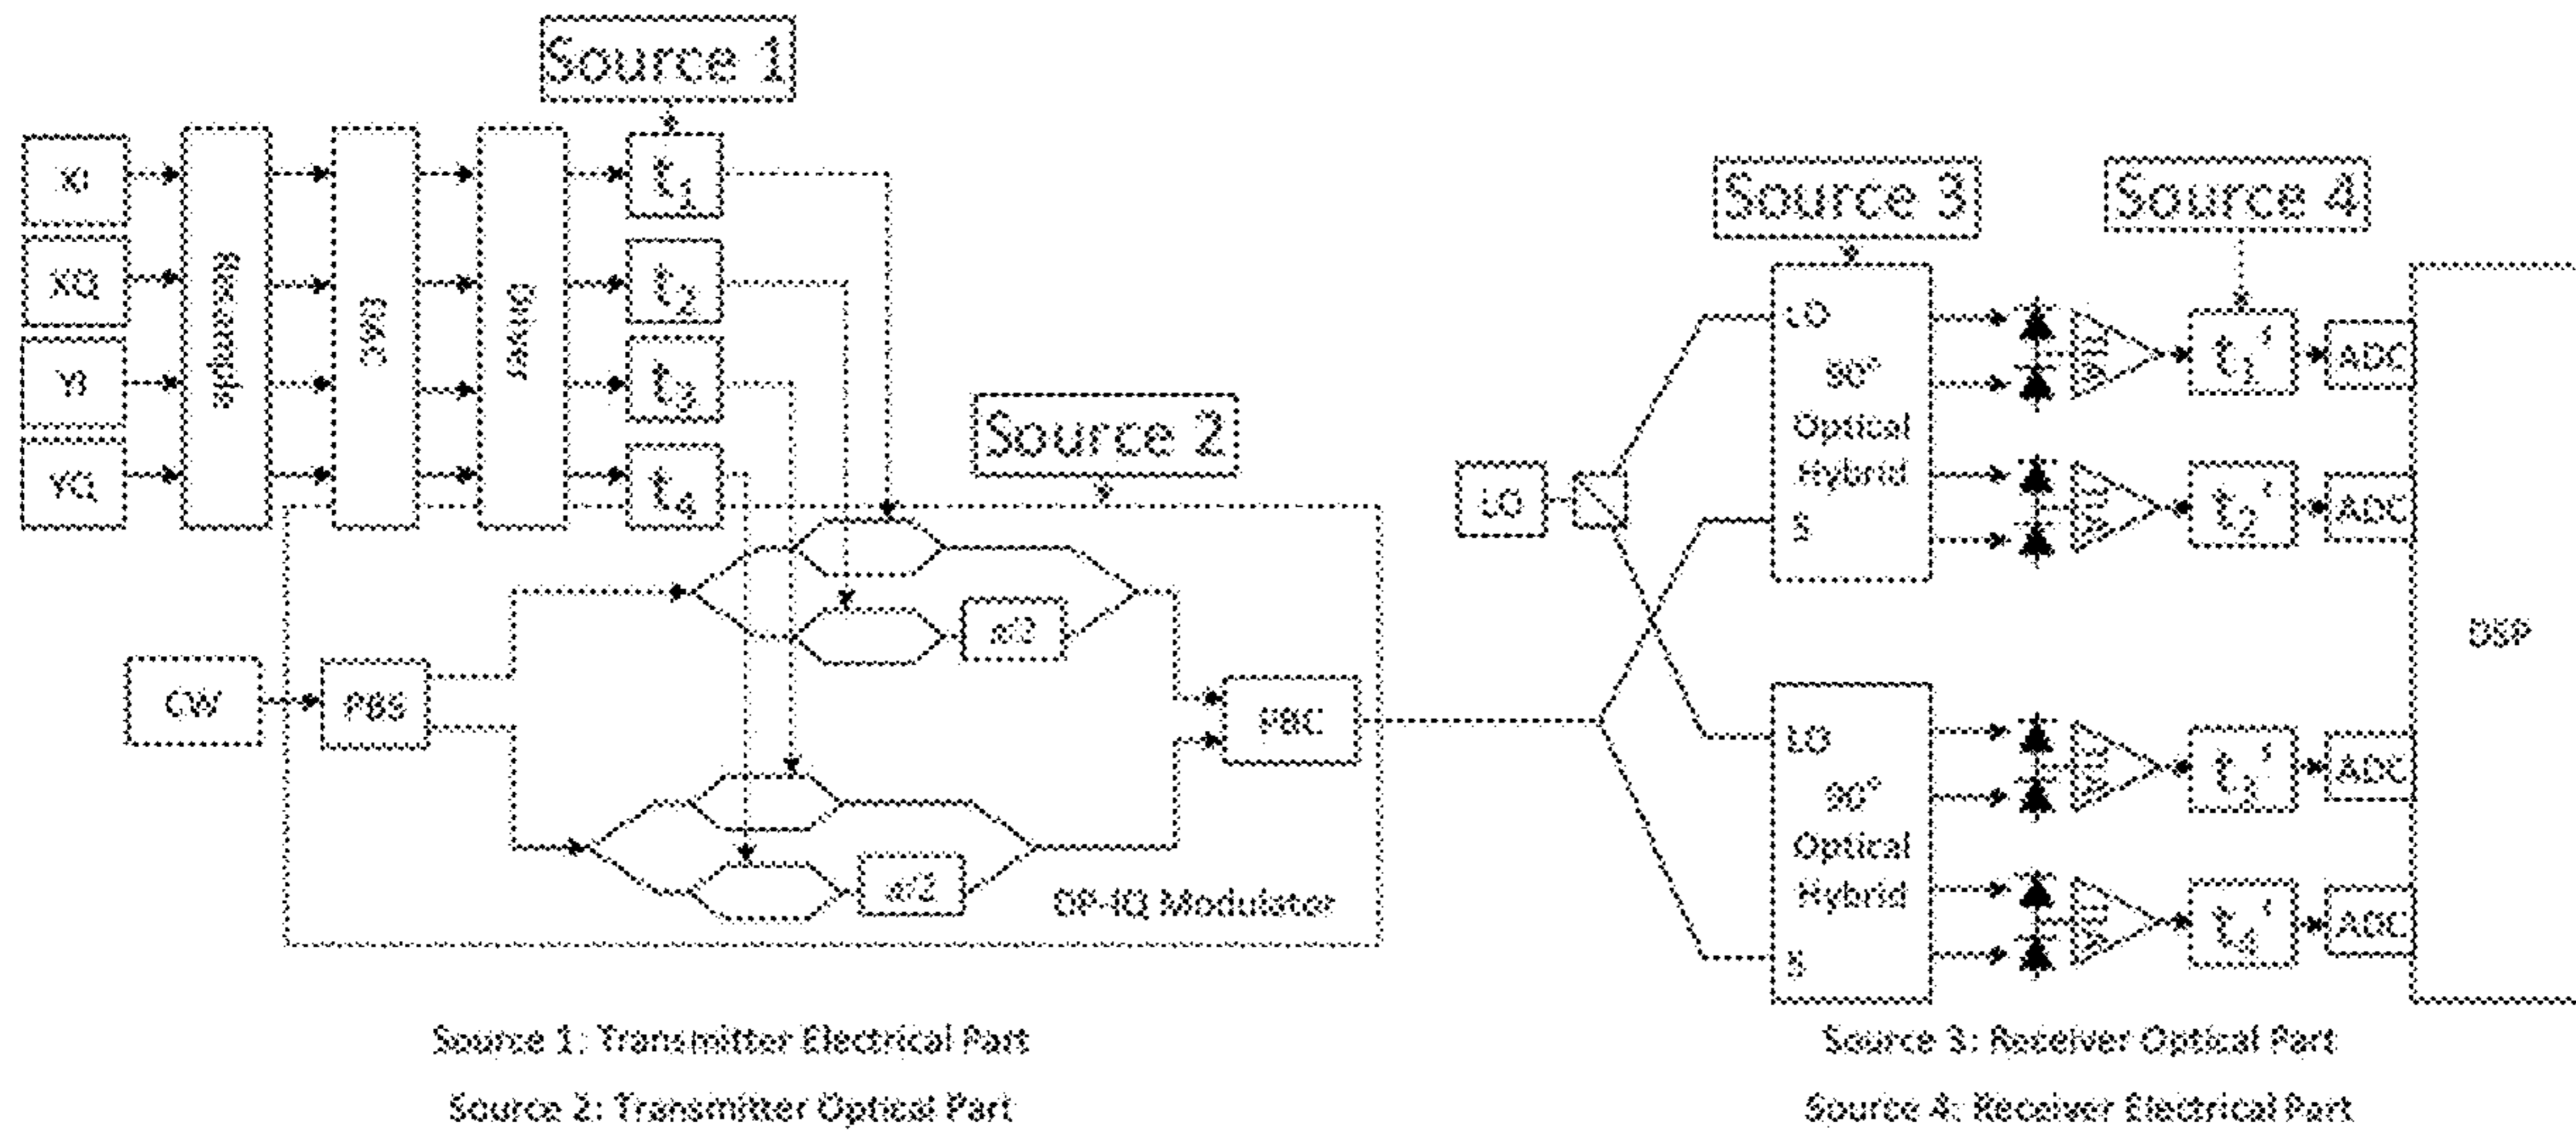 Source 1
XI
XQ
YI
YQ
Resample
DAC
Driver
t1
t2
t3
t4
Source 2
CW
PBS
π/2
π/2
PBC
DP-IQ Modulator
LO
Source 3
Source 4
LO
90°
Optical
Hybrid
S
LO
90°
Optical
Hybrid
S
t1'
t2'
t3'
t4'
ADC
ADC
ADC
ADC
DSP
Source 1: Transmitter Electrical Part
Source 2: Transmitter Optical Part
Source 3: Receiver Optical Part
Source 4: Receiver Electrical Part